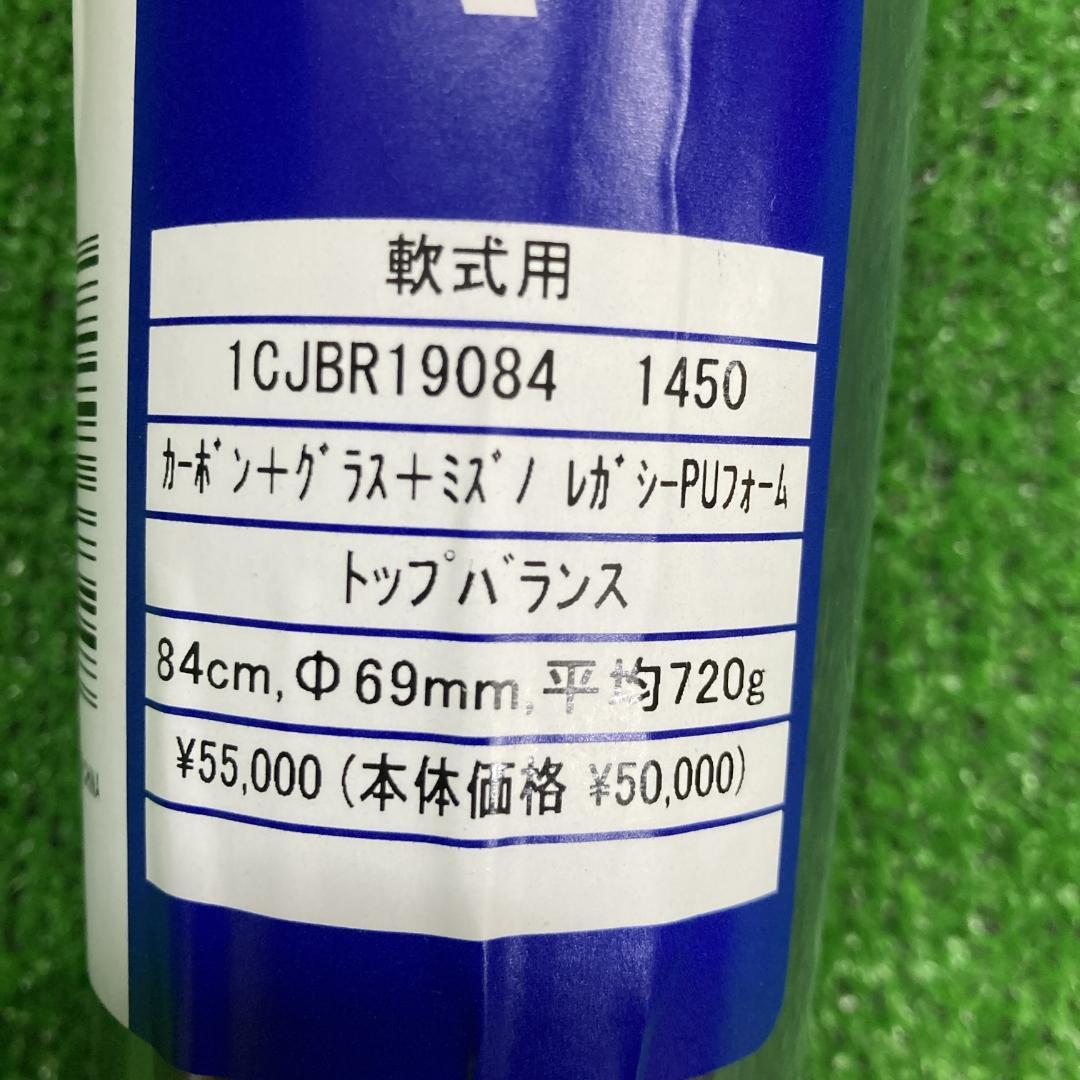 軟式用
1CJBR19084 1450
ｶｰﾎﾞﾝ＋ｸﾞﾗｽ＋ﾐｽﾞﾉ ﾚｶﾞｼｰPUﾌｫｰﾑ
トップバランス
84cm,Φ69mm,平均720g
¥55,000 (本体価格 ¥50,000)